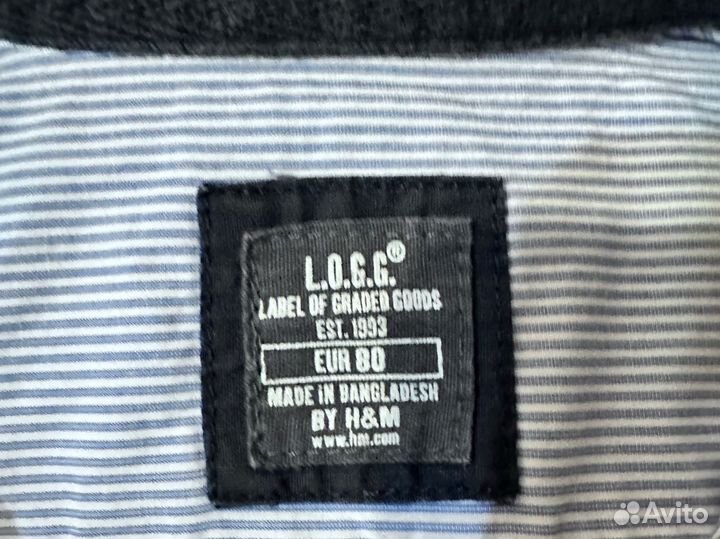 L.O.G.G.®
LABEL OF GRADED GOODS
EST. 1993
EUR 80
MADE IN BANGLADESH
BY H&M
www.hm.com
Avito